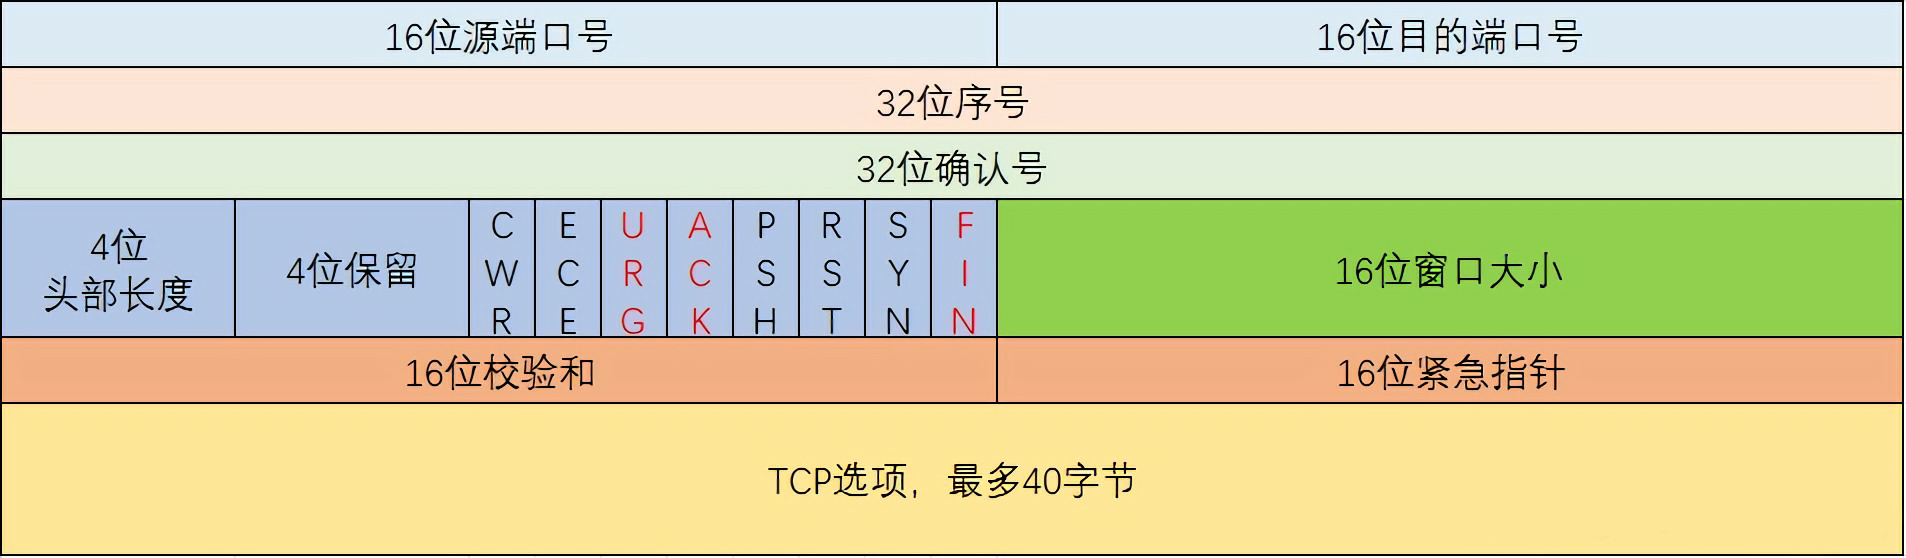 16位源端口号
16位目的端口号
32位序号
32位确认号
4位
头部长度
4位保留
CWR
ECE
URG
ACK
PSH
RST
SYN
FIN
16位窗口大小
16位校验和
16位紧急指针
TCP选项，最多40字节